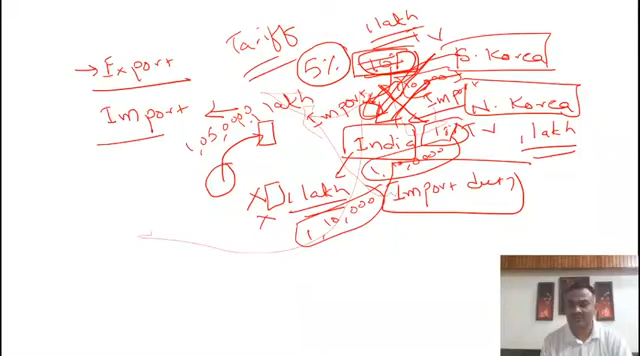 → Export
Import ←
Tariff
5%
1 lakh
S. Korea
N. Korea
Import
Import
1 lakh
1,05,000
India
T V
1 lakh
1,10,000
1 lakh
1,10,000
Import duty